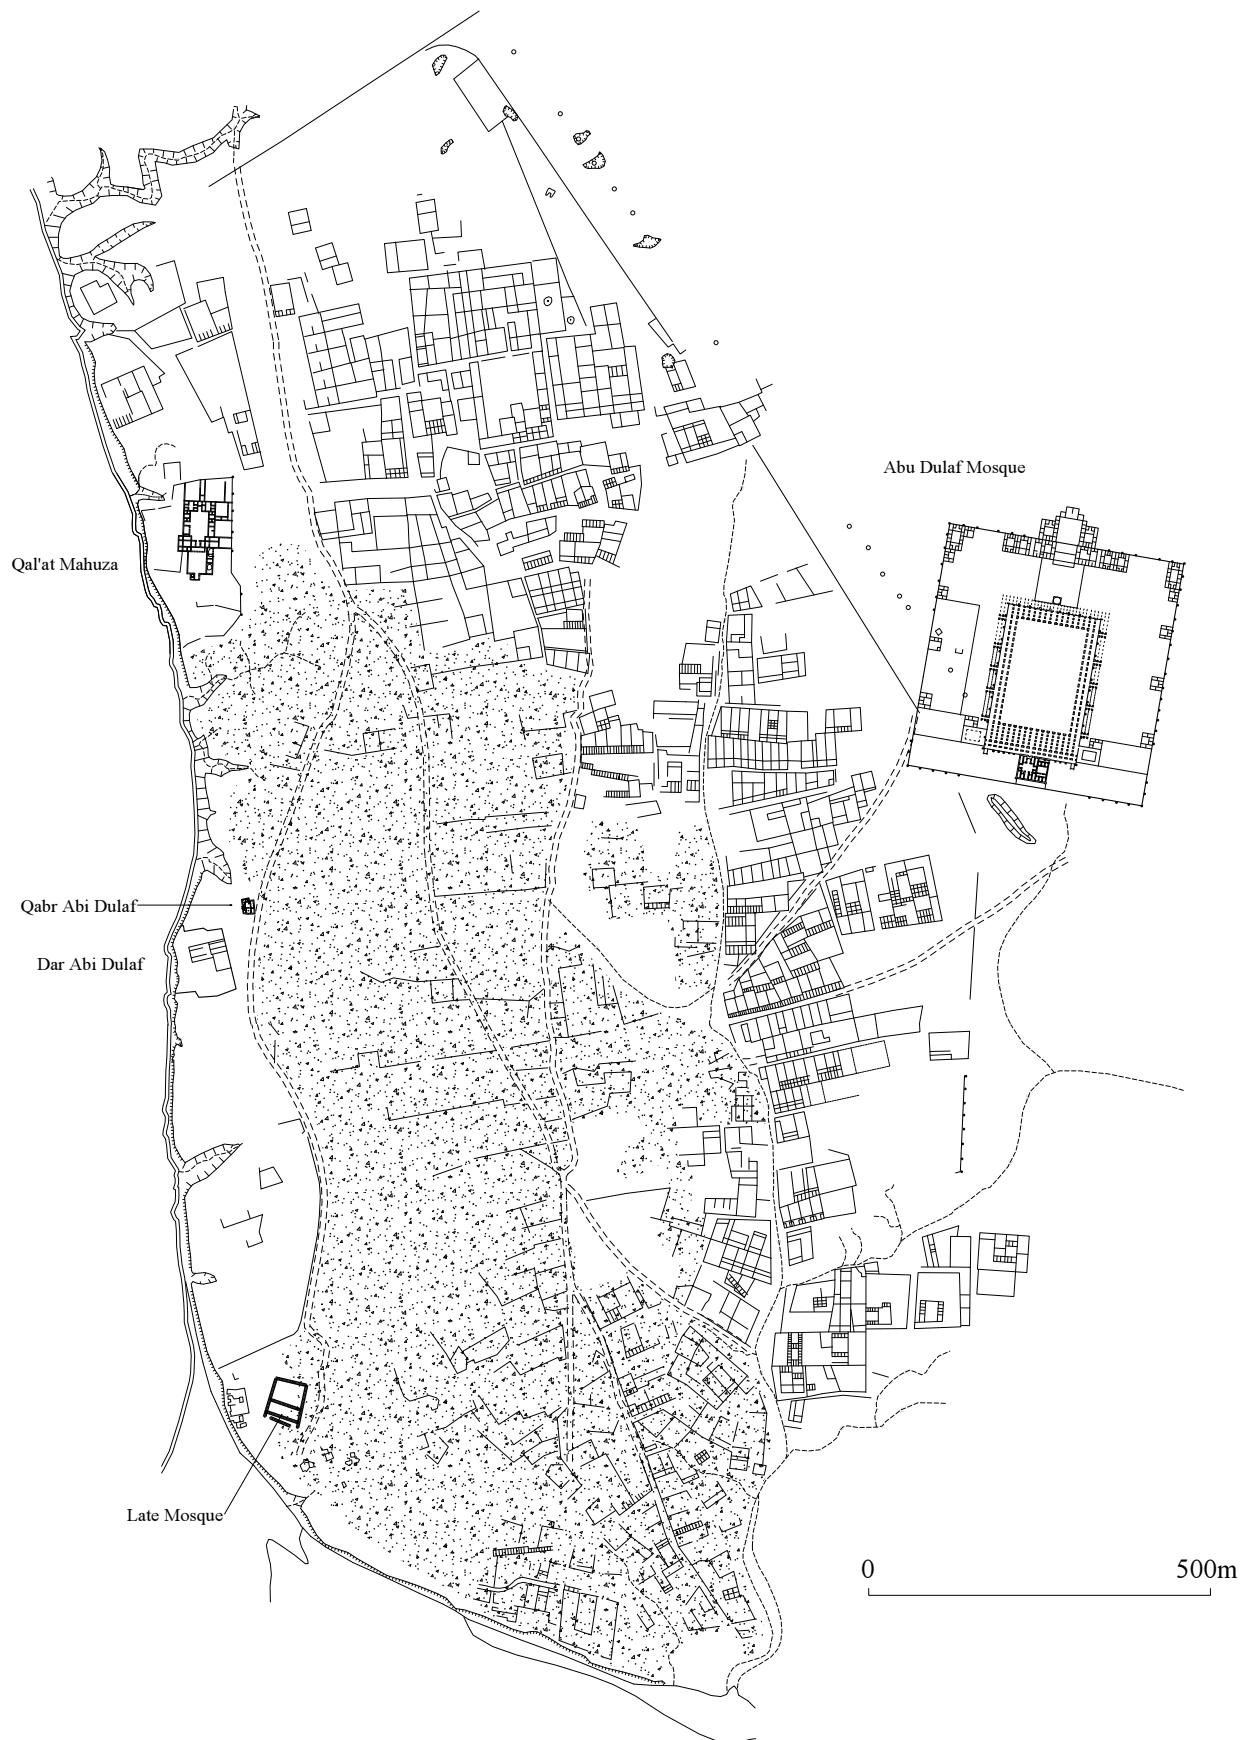 Abu Dulaf Mosque
Qal'at Mahuza
Qabr Abi Dulaf
Dar Abi Dulaf
Late Mosque
0 500m